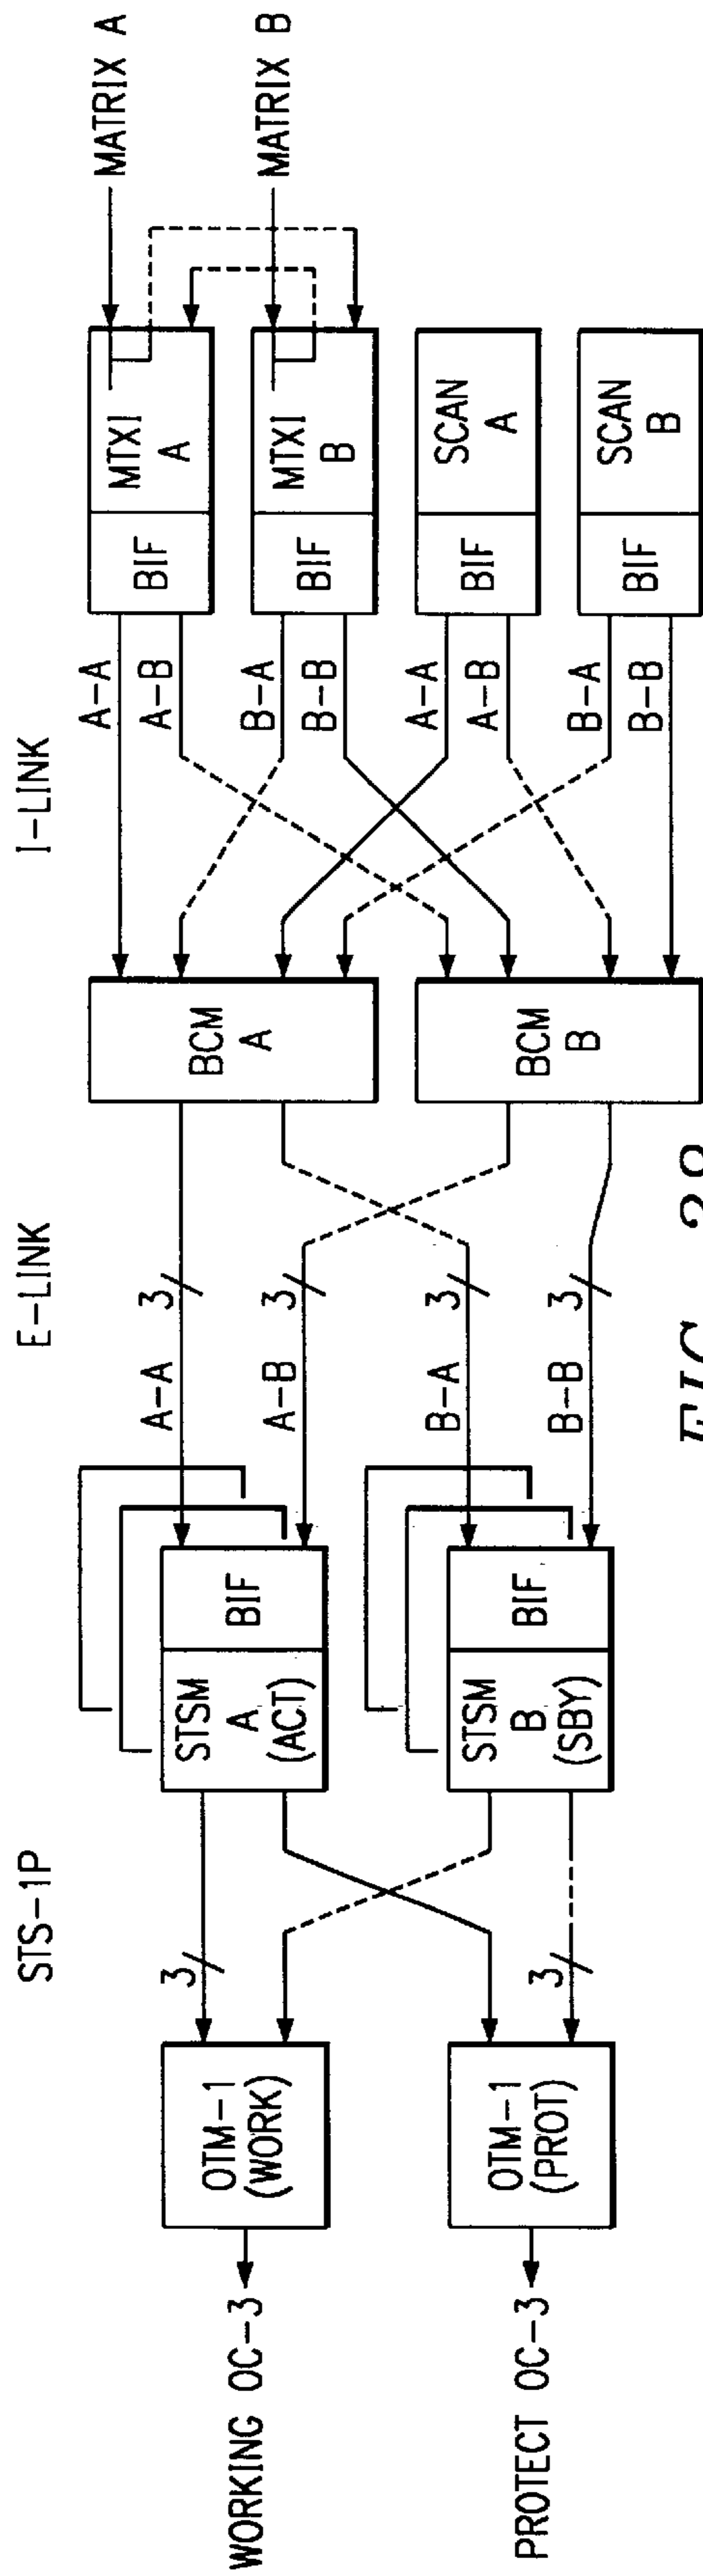 STS-1P
E-LINK
I-LINK
WORKING OC-3
OTM-1
(WORK)
3
STSM
A
(ACT)
BIF
A-A
3
A-B
3
BCM
A
A-A
A-B
BIF
MTXI
A
MATRIX A
B-A
B-B
BIF
MTXI
B
MATRIX B
PROTECT OC-3
OTM-1
(PROT)
3
STSM
B
(SBY)
BIF
B-A
3
B-B
3
BCM
B
A-A
A-B
BIF
SCAN
A
B-A
B-B
BIF
SCAN
B
FIG.